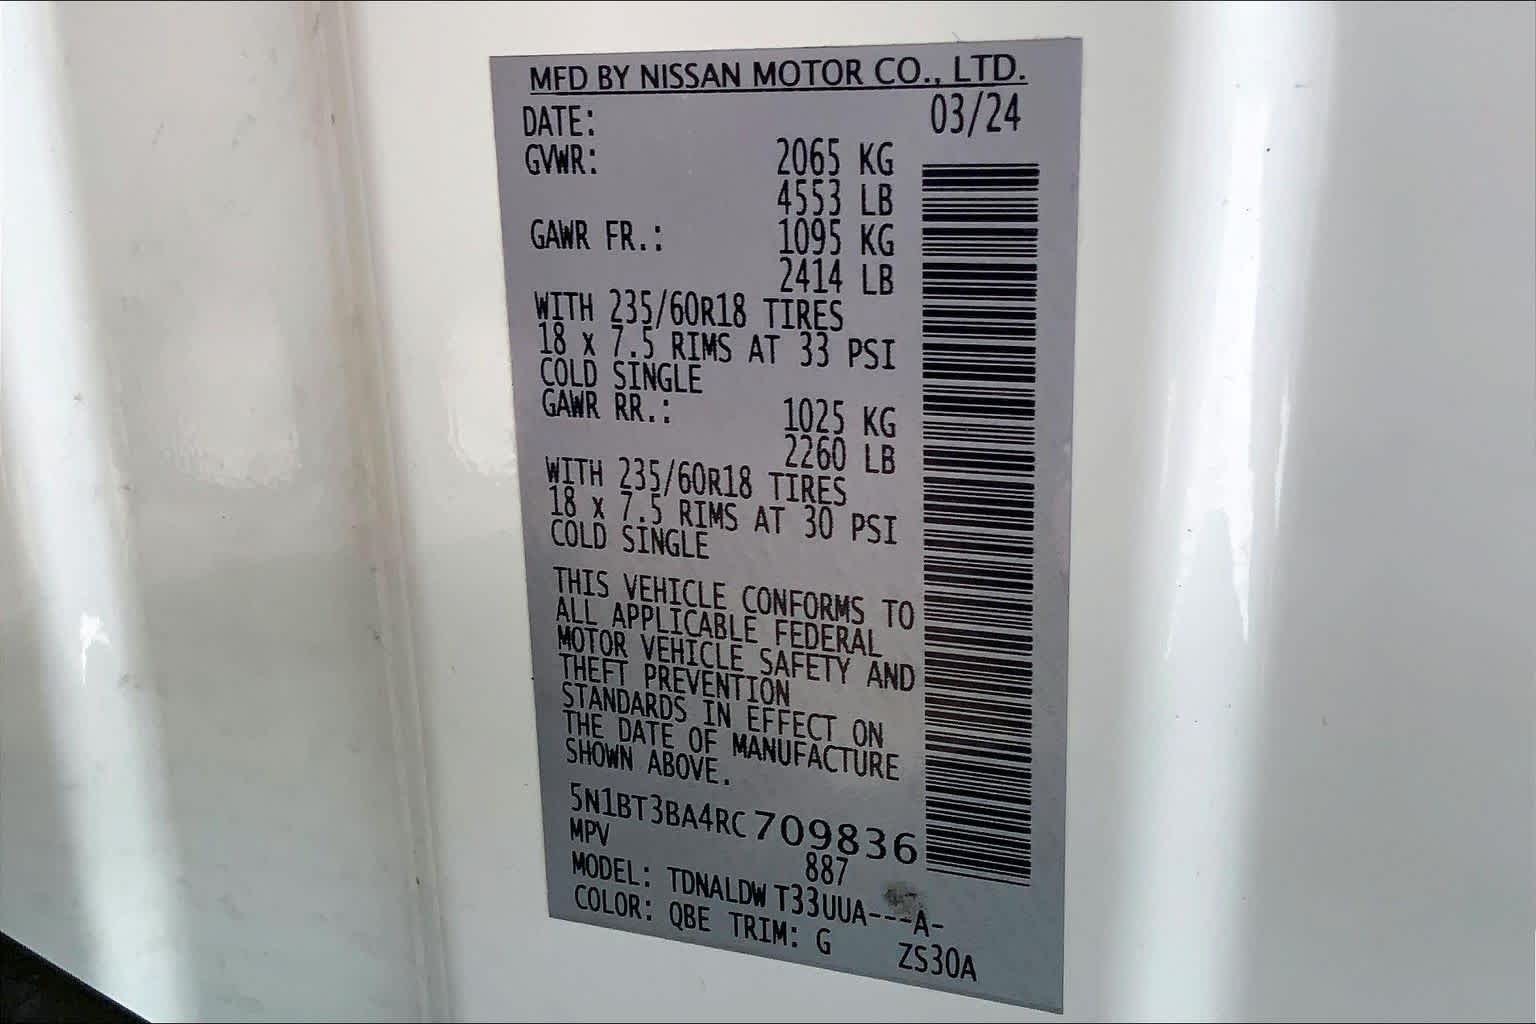 MFD BY NISSAN MOTOR CO., LTD.
DATE: 03/24
GVWR: 2065 KG
4553 LB
GAWR FR.: 1095 KG
2414 LB
WITH 235/60R18 TIRES
18 x 7.5 RIMS AT 33 PSI
COLD SINGLE
GAWR RR.: 1025 KG
2260 LB
WITH 235/60R18 TIRES
18 x 7.5 RIMS AT 30 PSI
COLD SINGLE
THIS VEHICLE CONFORMS TO
ALL APPLICABLE FEDERAL
MOTOR VEHICLE SAFETY AND
THEFT PREVENTION
STANDARDS IN EFFECT ON
THE DATE OF MANUFACTURE
SHOWN ABOVE.
5N1BT3BA4RC709836
MPV 887
MODEL: TDNALDW T33UUA---A-
COLOR: QBE TRIM: G ZS30A